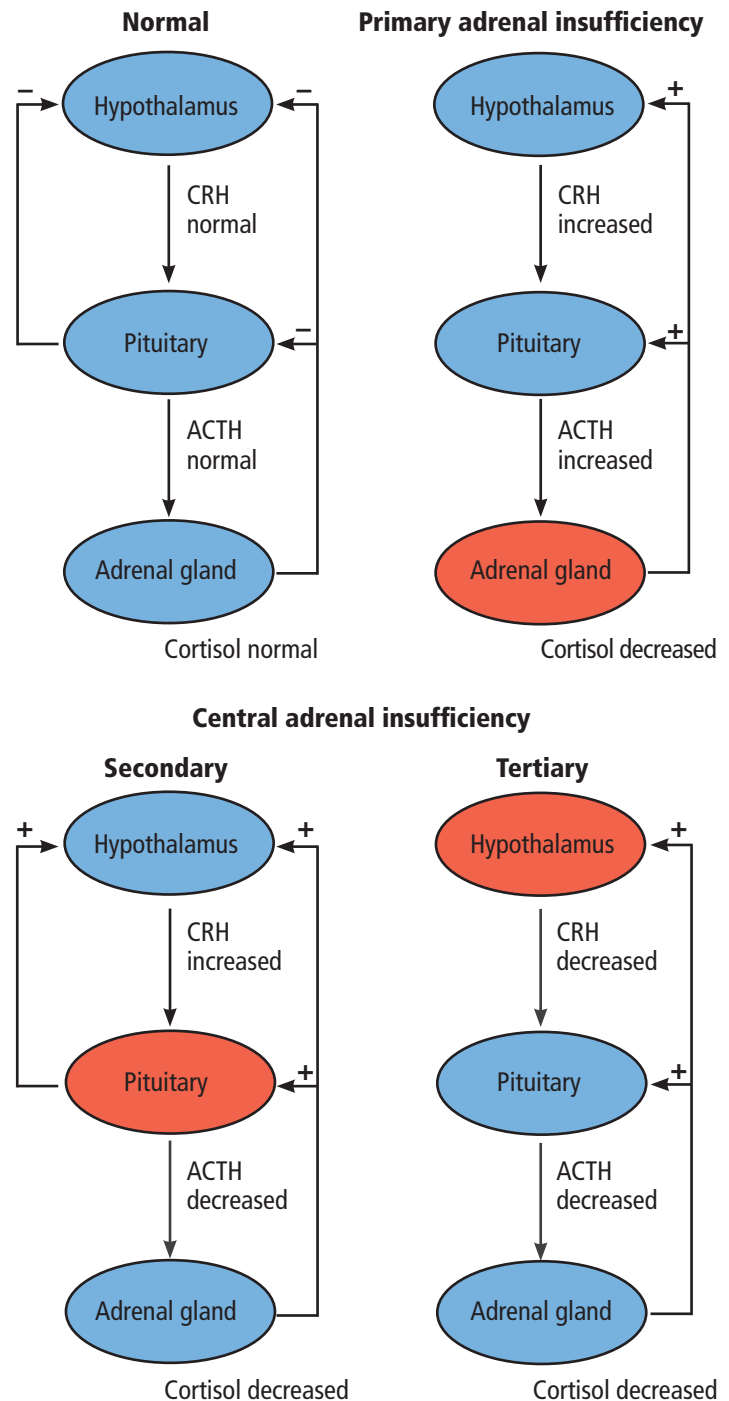 Normal
–
–
Hypothalamus
CRH
normal
–
Pituitary
ACTH
normal
Adrenal gland
Cortisol normal
Primary adrenal insufficiency
+
Hypothalamus
CRH
increased
+
Pituitary
ACTH
increased
Adrenal gland
Cortisol decreased
Central adrenal insufficiency
Secondary
+
+
Hypothalamus
CRH
increased
+
Pituitary
ACTH
decreased
Adrenal gland
Cortisol decreased
Tertiary
+
Hypothalamus
CRH
decreased
+
Pituitary
ACTH
decreased
Adrenal gland
Cortisol decreased